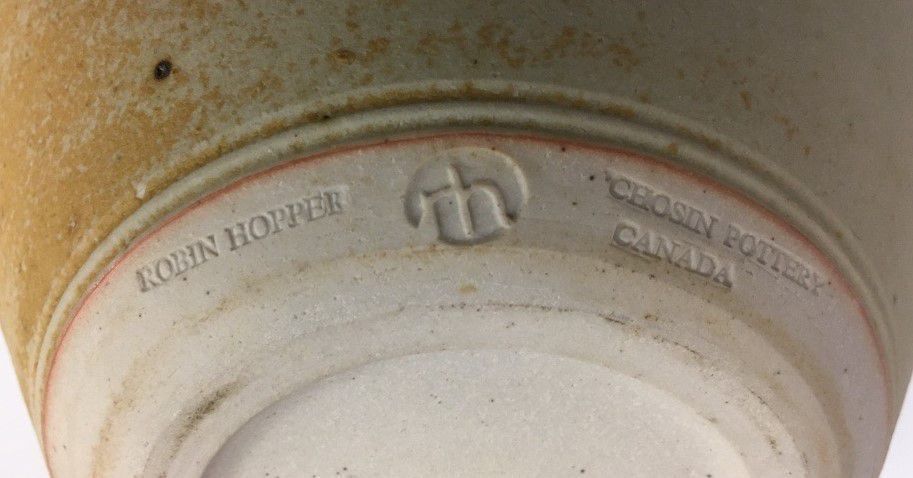 ROBIN HOPPER
rh
CHOSIN POTTERY
CANADA